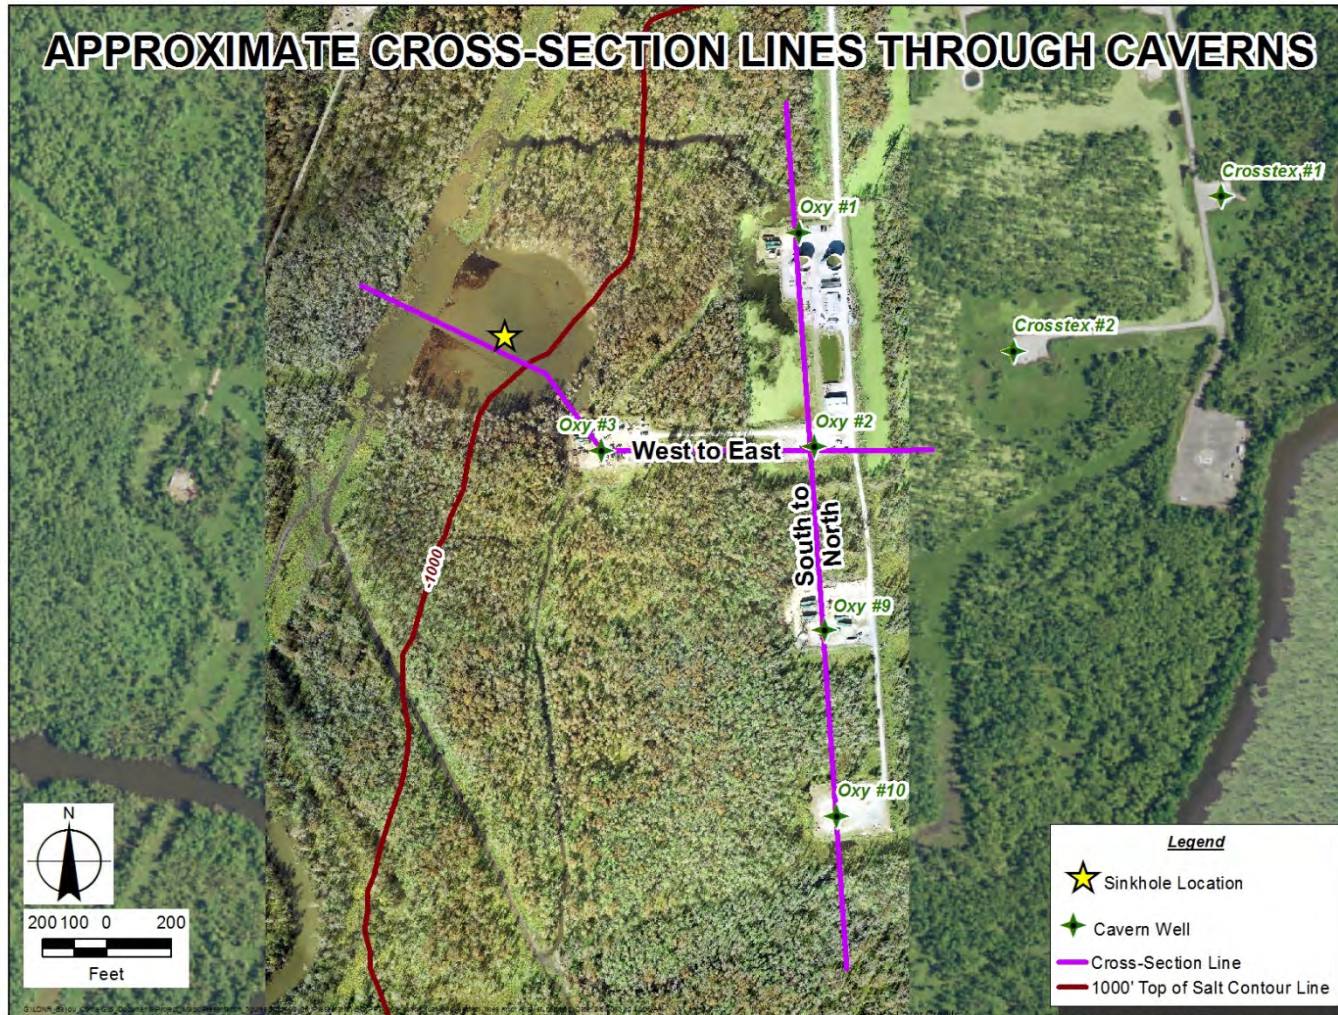 APPROXIMATE CROSS-SECTION LINES THROUGH CAVERNS
Crosstex #1
Oxy #1
Crosstex #2
Oxy #3
Oxy #2
West to East
South to
North
-1000
Oxy #9
Oxy #10
N
200 100 0 200
Feet
Legend
Sinkhole Location
Cavern Well
Cross-Section Line
1000' Top of Salt Contour Line